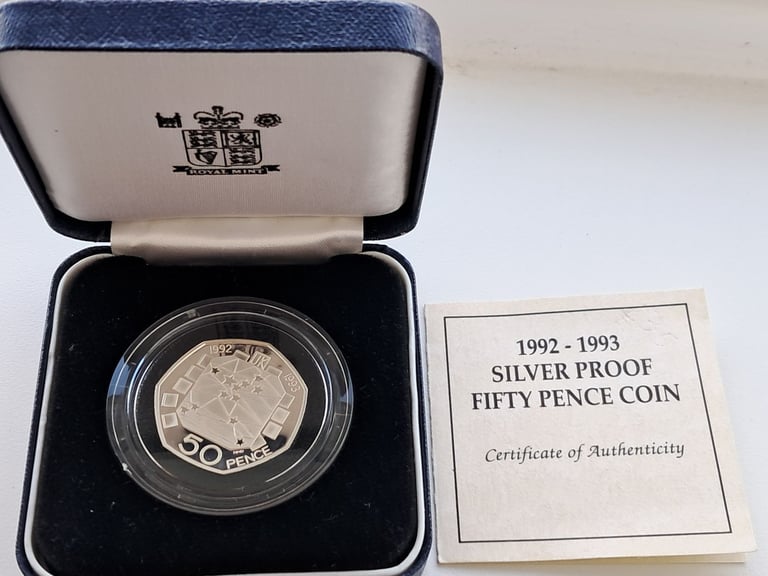 ROYAL MINT
1992
UK
1993
50 PENCE
1992 - 1993
SILVER PROOF
FIFTY PENCE COIN
Certificate of Authenticity